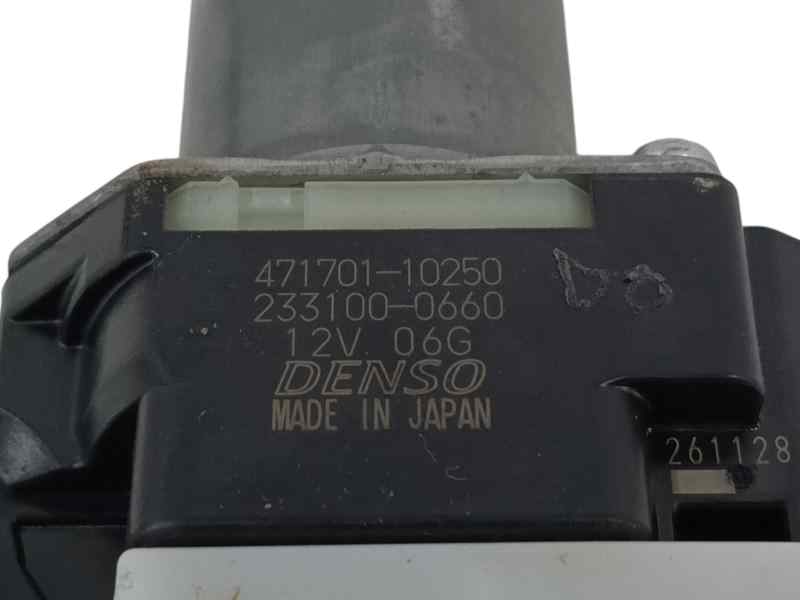 471701-10250
233100-0660
12V 06G
DENSO
MADE IN JAPAN
261128